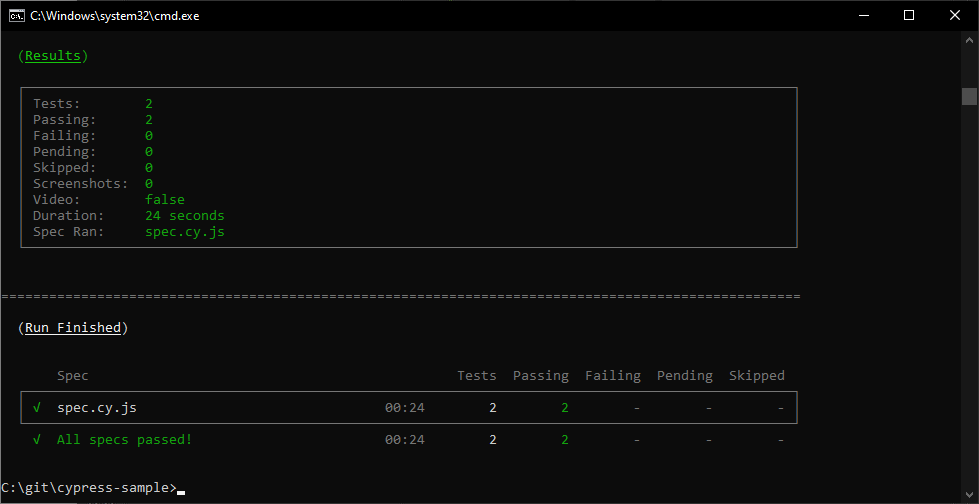 C:\Windows\system32\cmd.exe
(Results)
Tests: 2
Passing: 2
Failing: 0
Pending: 0
Skipped: 0
Screenshots: 0
Video: false
Duration: 24 seconds
Spec Ran: spec.cy.js
====================================================================================================
(Run Finished)
Spec Tests Passing Failing Pending Skipped
√ spec.cy.js 00:24 2 2 - - -
√ All specs passed! 00:24 2 2 - - -
C:\git\cypress-sample>